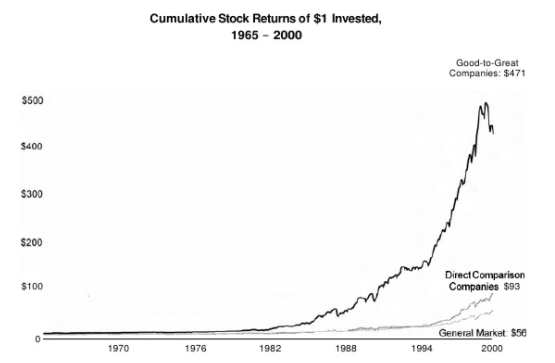 Cumulative Stock Returns of $1 Invested,
1965 – 2000
Good-to-Great
Companies: $471
$500
$400
$300
$200
$100
0
Direct Comparison
Companies $93
General Market: $56
1970 1976 1982 1988 1994 2000